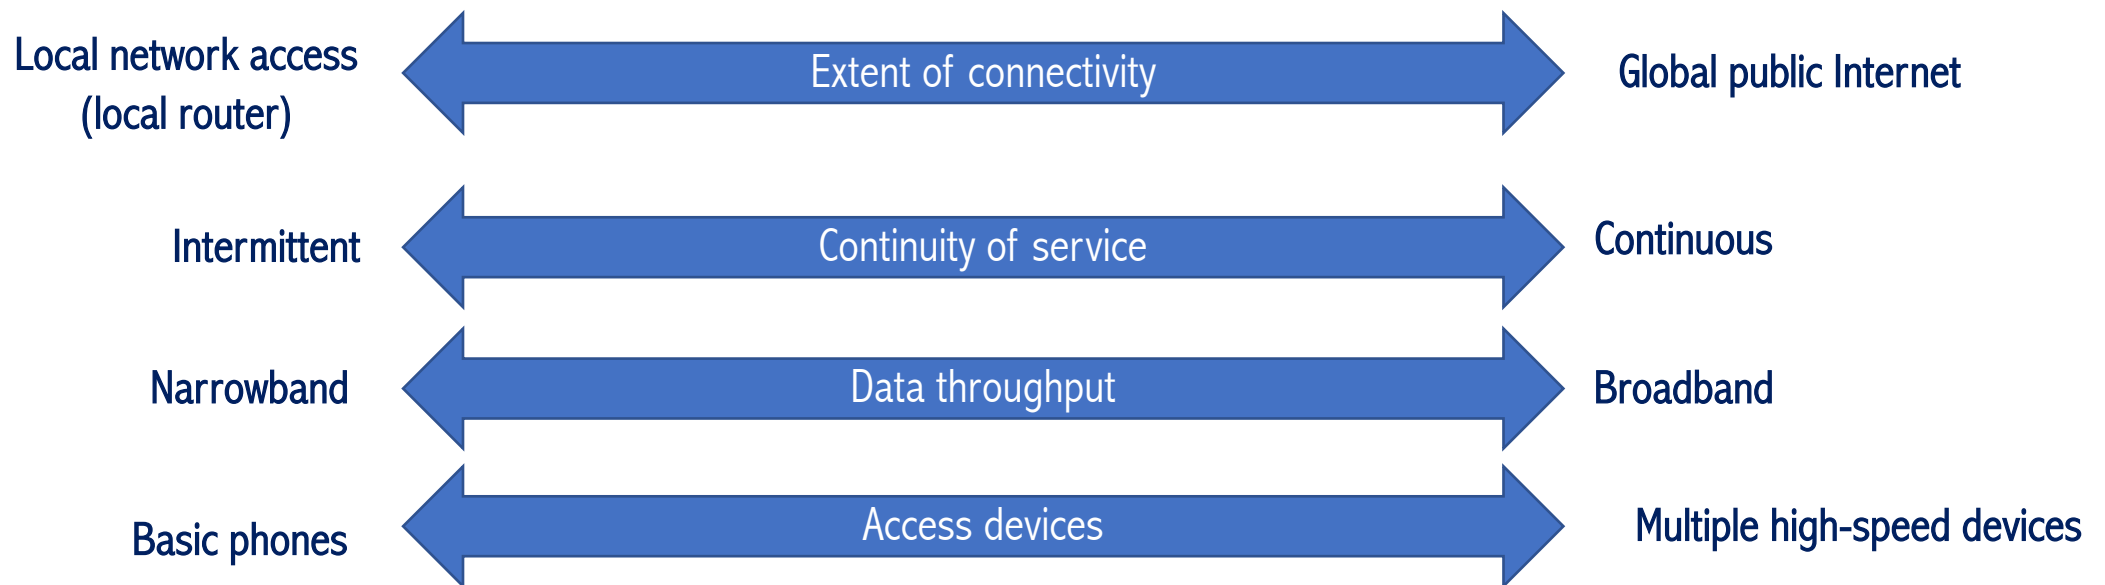 Local network access
(local router)
Extent of connectivity
Global public Internet
Intermittent
Continuity of service
Continuous
Narrowband
Data throughput
Broadband
Basic phones
Access devices
Multiple high-speed devices